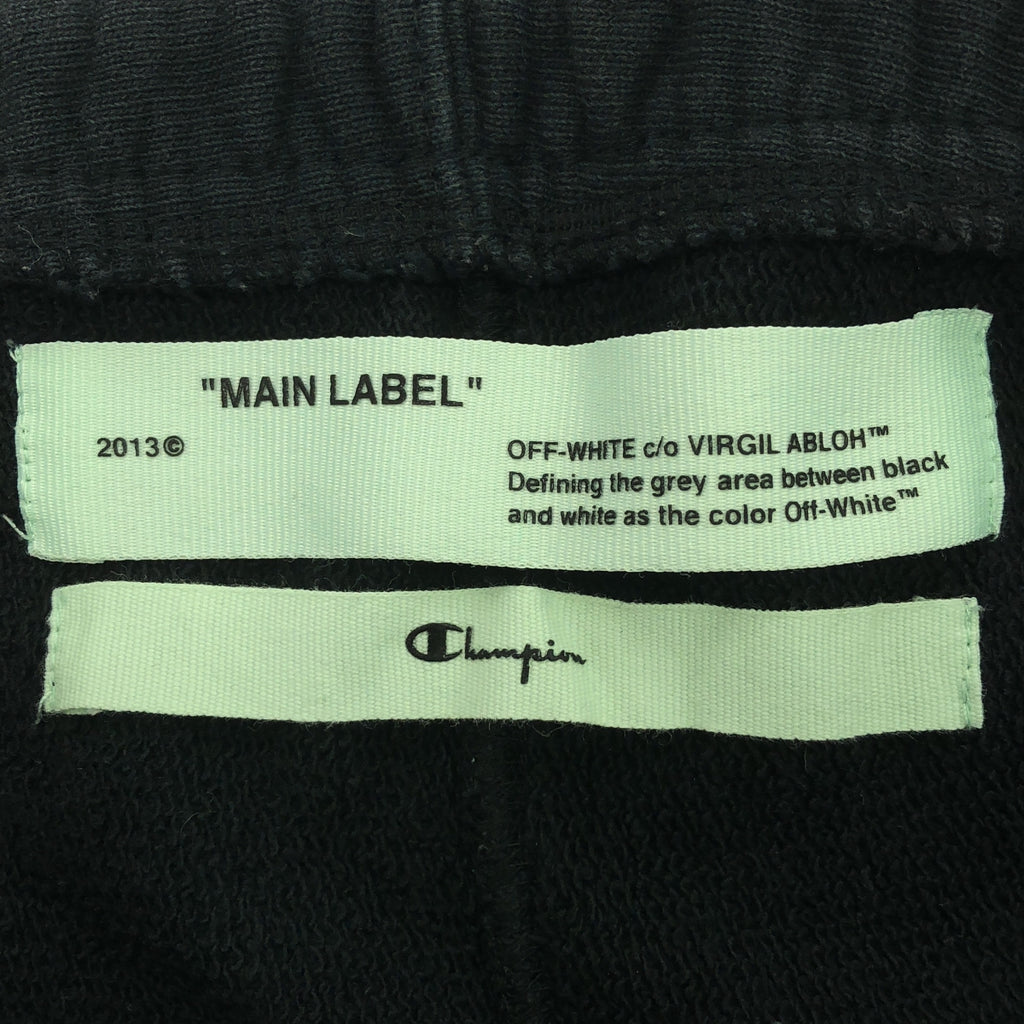 "MAIN LABEL"
2013©
OFF-WHITE c/o VIRGIL ABLOH™
Defining the grey area between black
and white as the color Off-White™
Champion